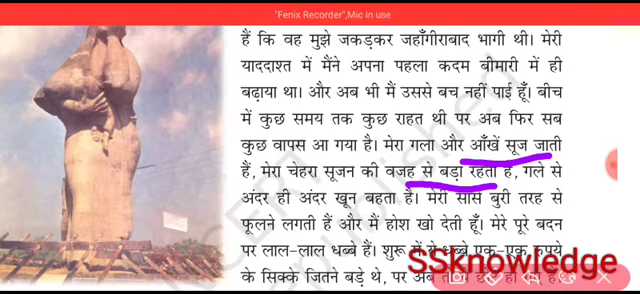 "Fenix Recorder",Mic in use
हैं कि वह मुझे जकड़कर जहाँगीराबाद भागी थी। मेरी
याददाश्त में मैंने अपना पहला कदम बीमारी में ही
बढ़ाया था। और अब भी मैं उससे बच नहीं पाई हूँ। बीच
में कुछ समय तक कुछ राहत थी पर अब फिर सब
कुछ वापस आ गया है। मेरा गला और आँखें सूज जाती
हैं, मेरा चेहरा सूजन की वजह से बड़ा रहता है, गले से
अंदर ही अंदर खून बहता है। मेरी साँस बुरी तरह से
फूलने लगती हैं और मैं होश खो देती हूँ। मेरे पूरे बदन
पर लाल-लाल धब्बे हैं। शुरू में ये धब्बे एक-एक रुपये
के सिक्के जितने बड़े थे, पर अब
SSknowledge